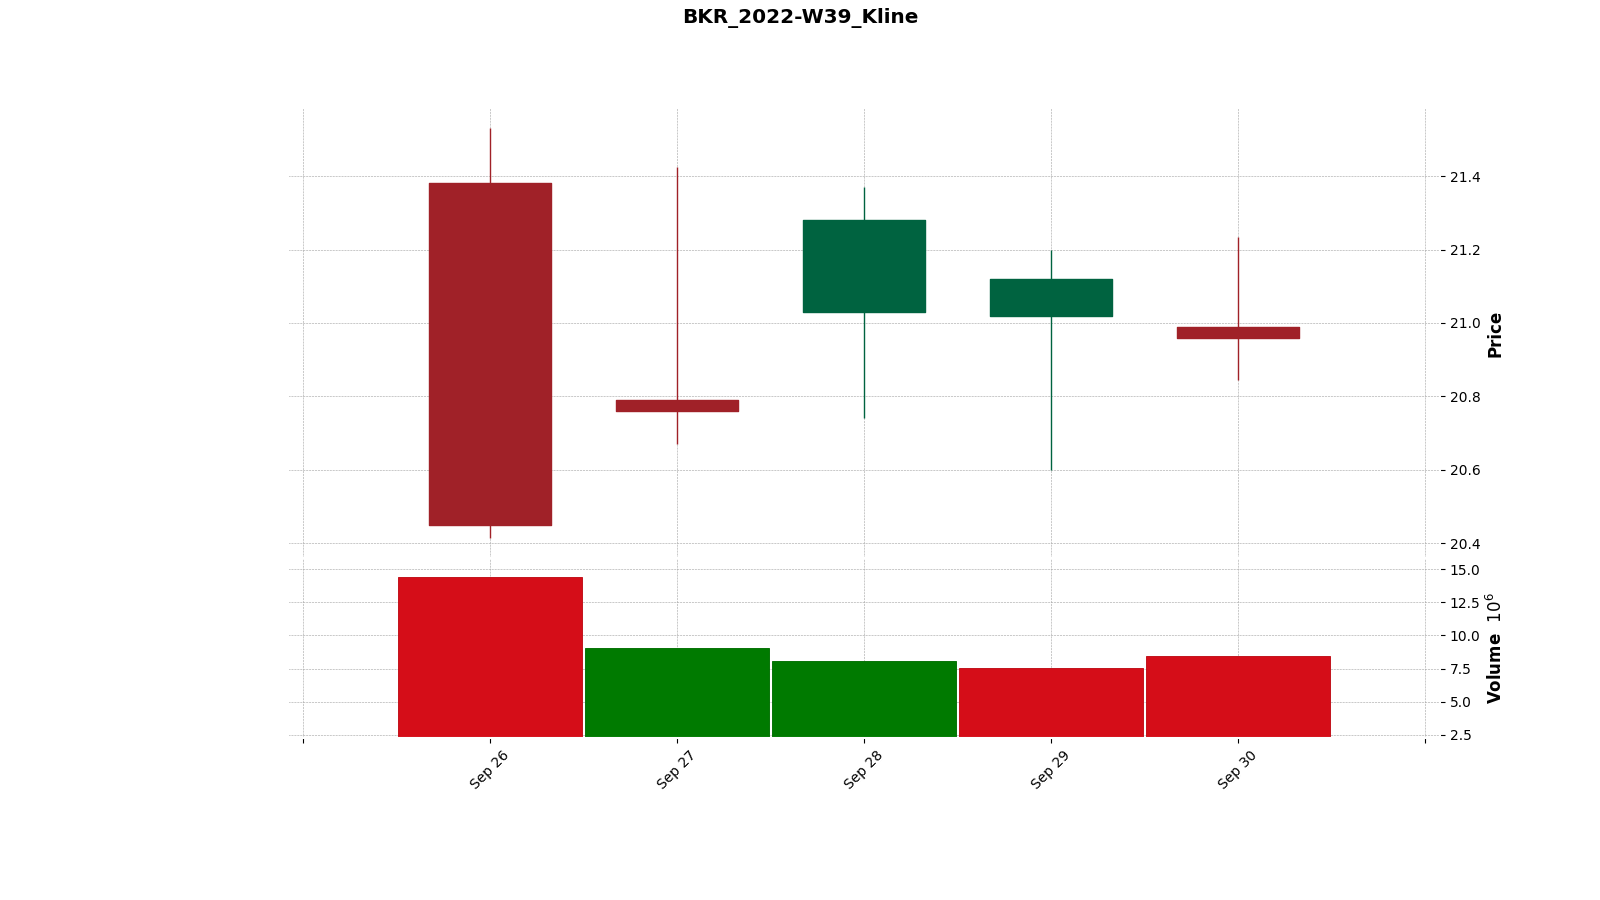 BKR_2022-W39_Kline
21.4
21.2
21.0
20.8
20.6
20.4
Price
15.0
12.5
10.0
7.5
5.0
2.5
Volume 10^6
Sep 26
Sep 27
Sep 28
Sep 29
Sep 30